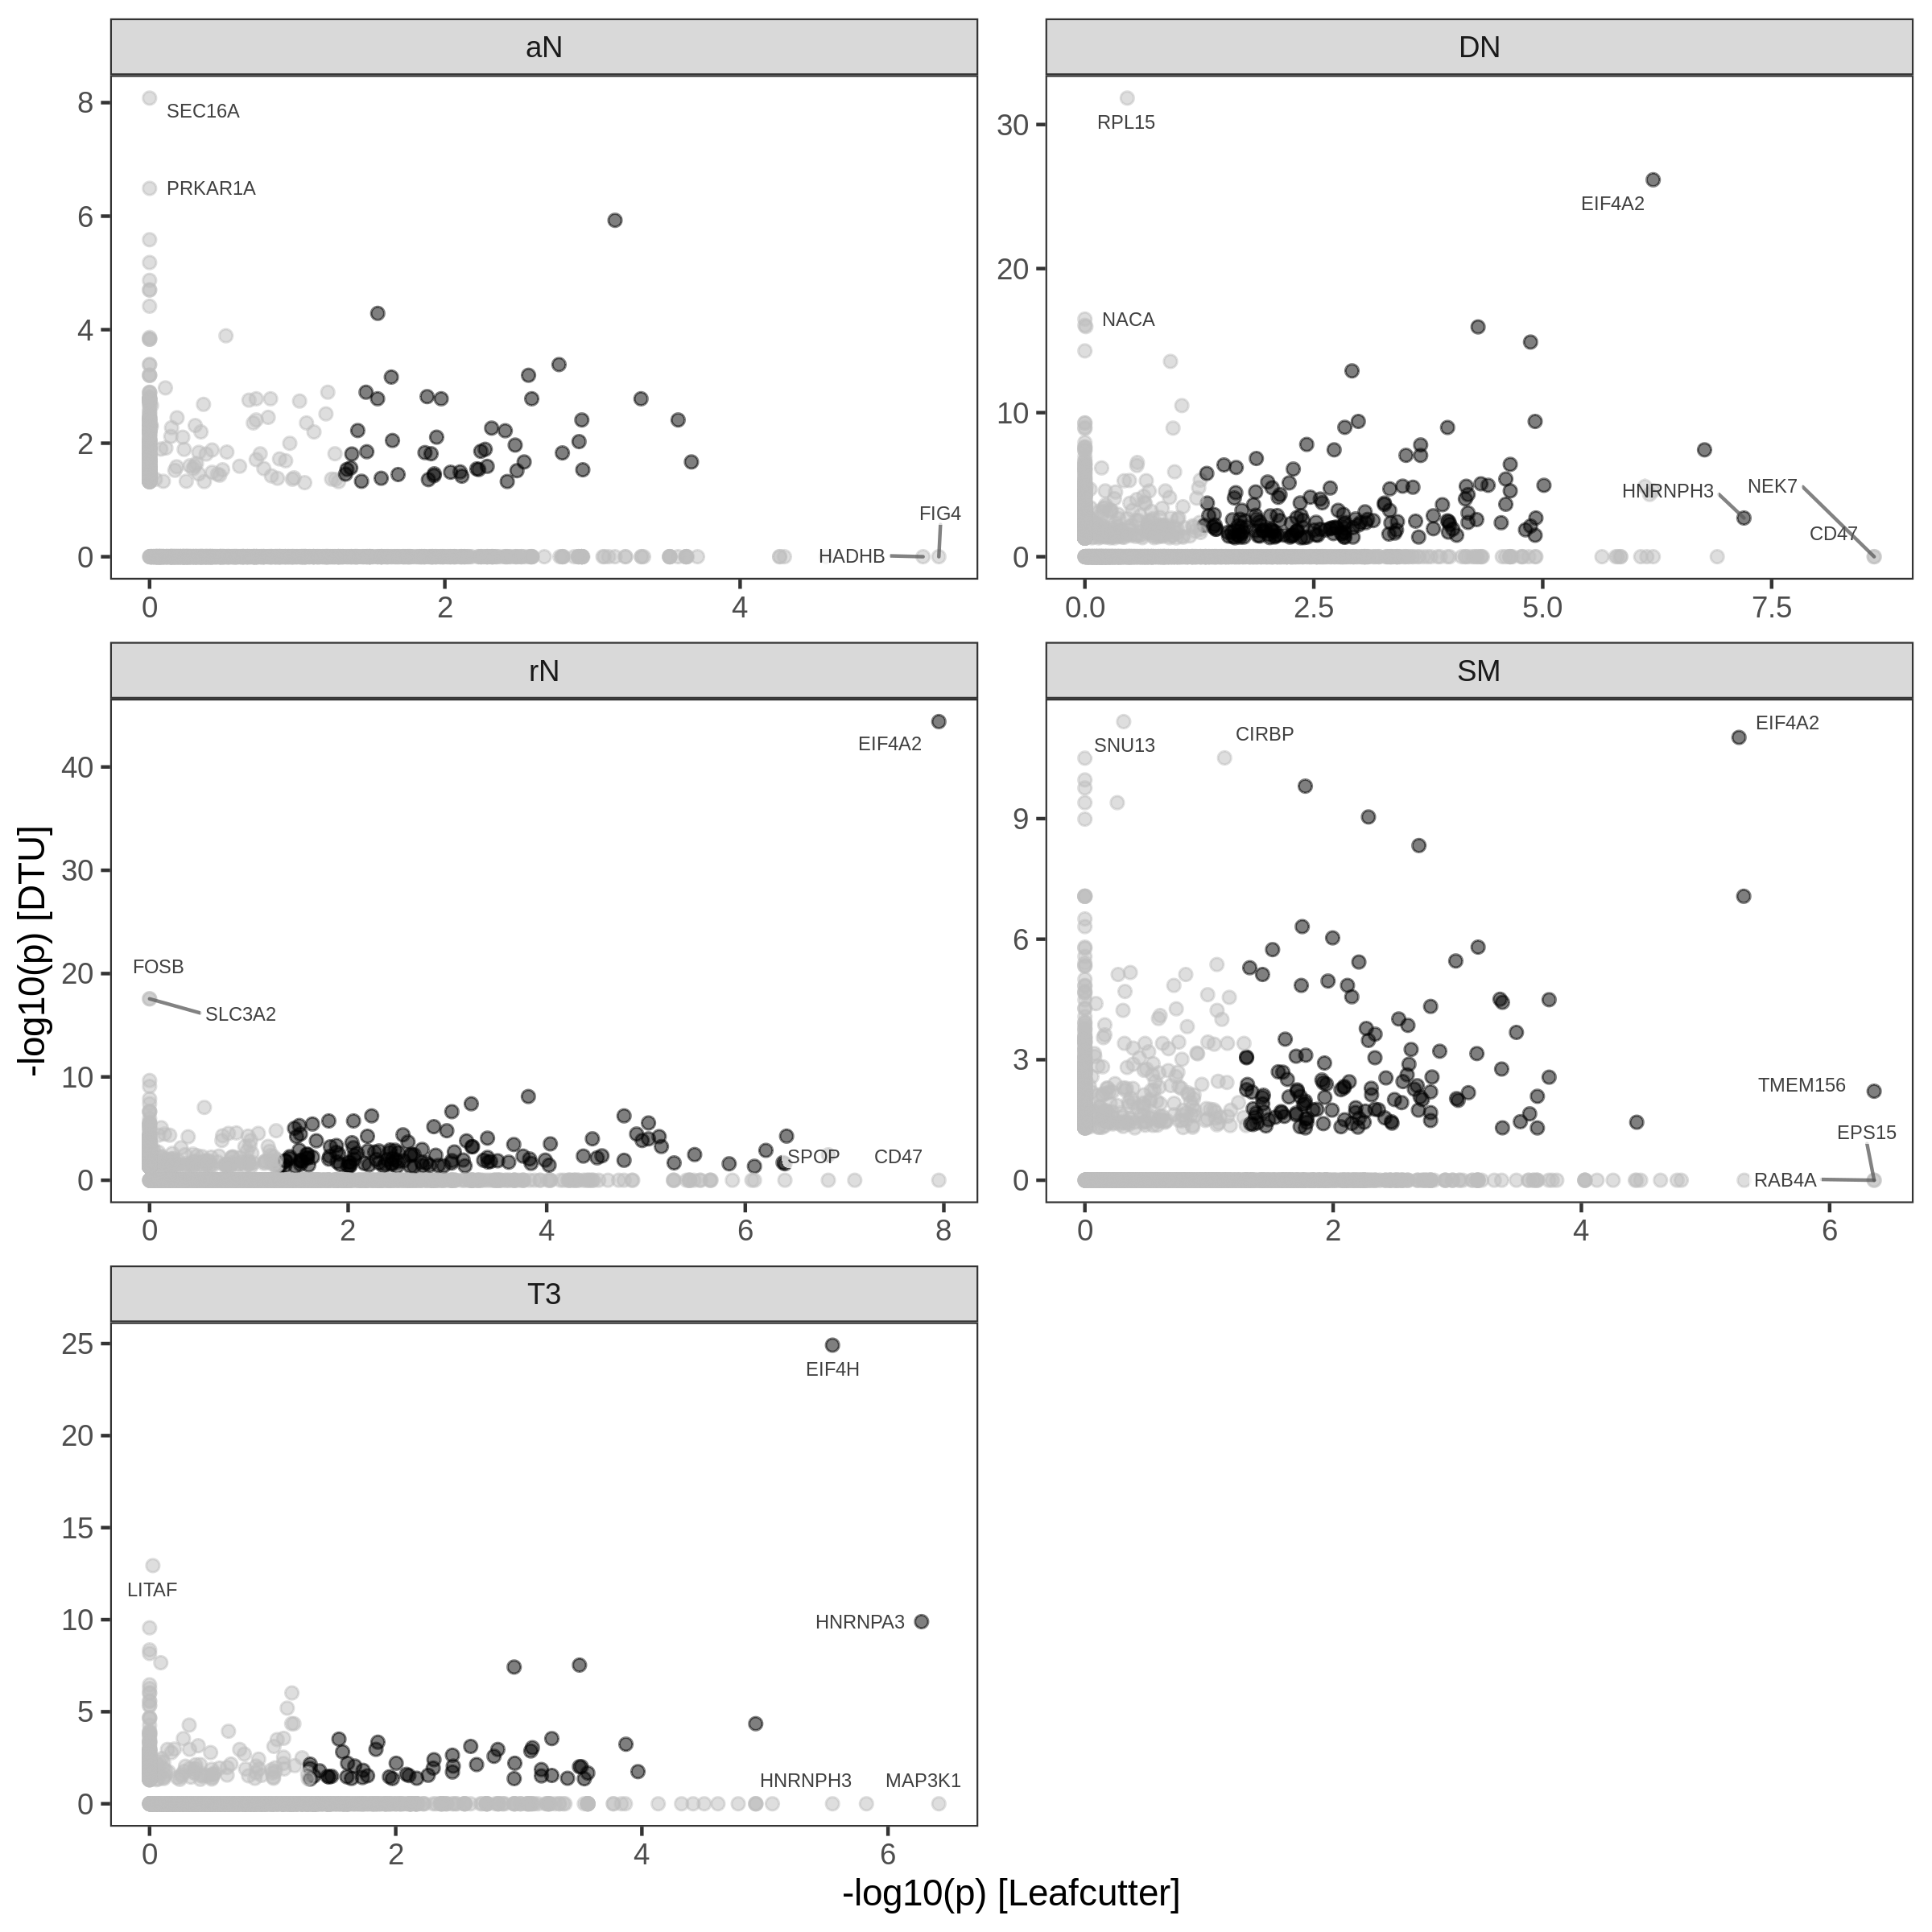 aN
DN
8
6
4
2
0
SEC16A
PRKAR1A
FIG4
HADHB
0
2
4
30
20
10
0
RPL15
EIF4A2
NACA
HNRNPH3
NEK7
CD47
0.0
2.5
5.0
7.5
rN
SM
40
30
20
10
0
EIF4A2
FOSB
SLC3A2
SPOP
CD47
0
2
4
6
8
9
6
3
0
SNU13
CIRBP
EIF4A2
TMEM156
EPS15
RAB4A
0
2
4
6
T3
25
20
15
10
5
0
EIF4H
LITAF
HNRNPA3
HNRNPH3
MAP3K1
0
2
4
6
-log10(p) [DTU]
-log10(p) [Leafcutter]